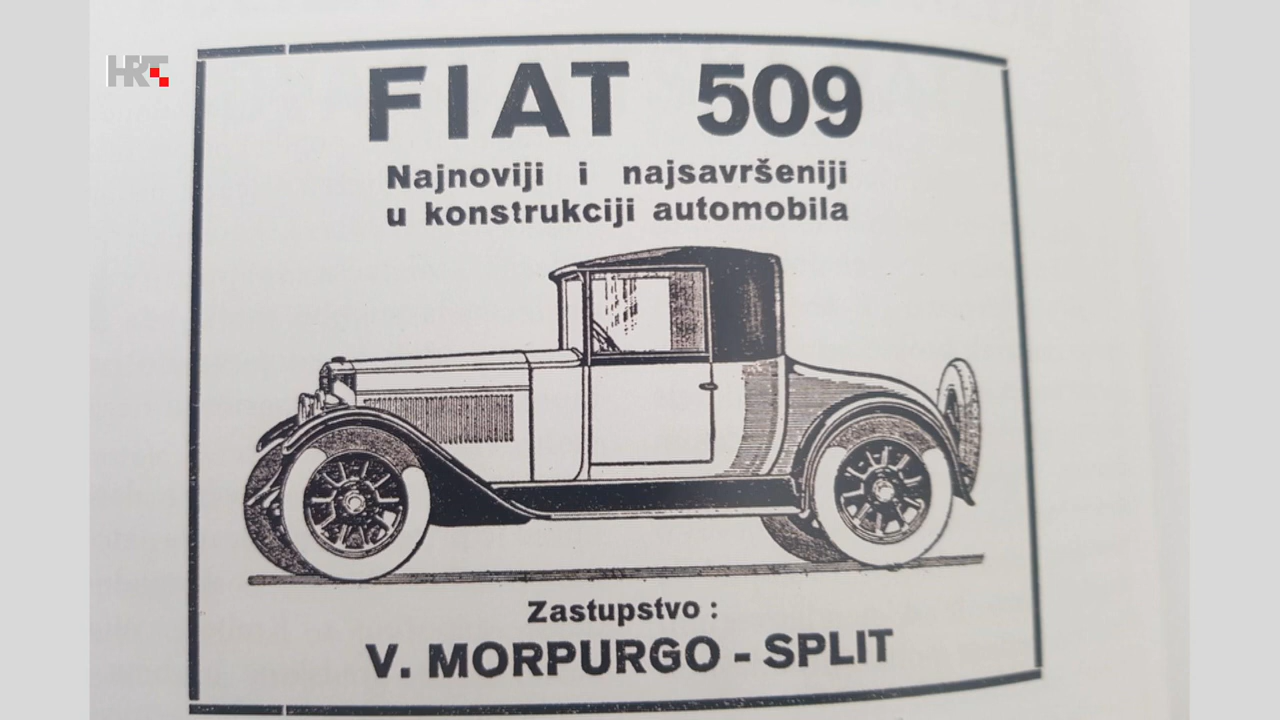 HRT
FIAT 509
Najnoviji i najsavršeniji
u konstrukciji automobila
Zastupstvo :
V. MORPURGO - SPLIT